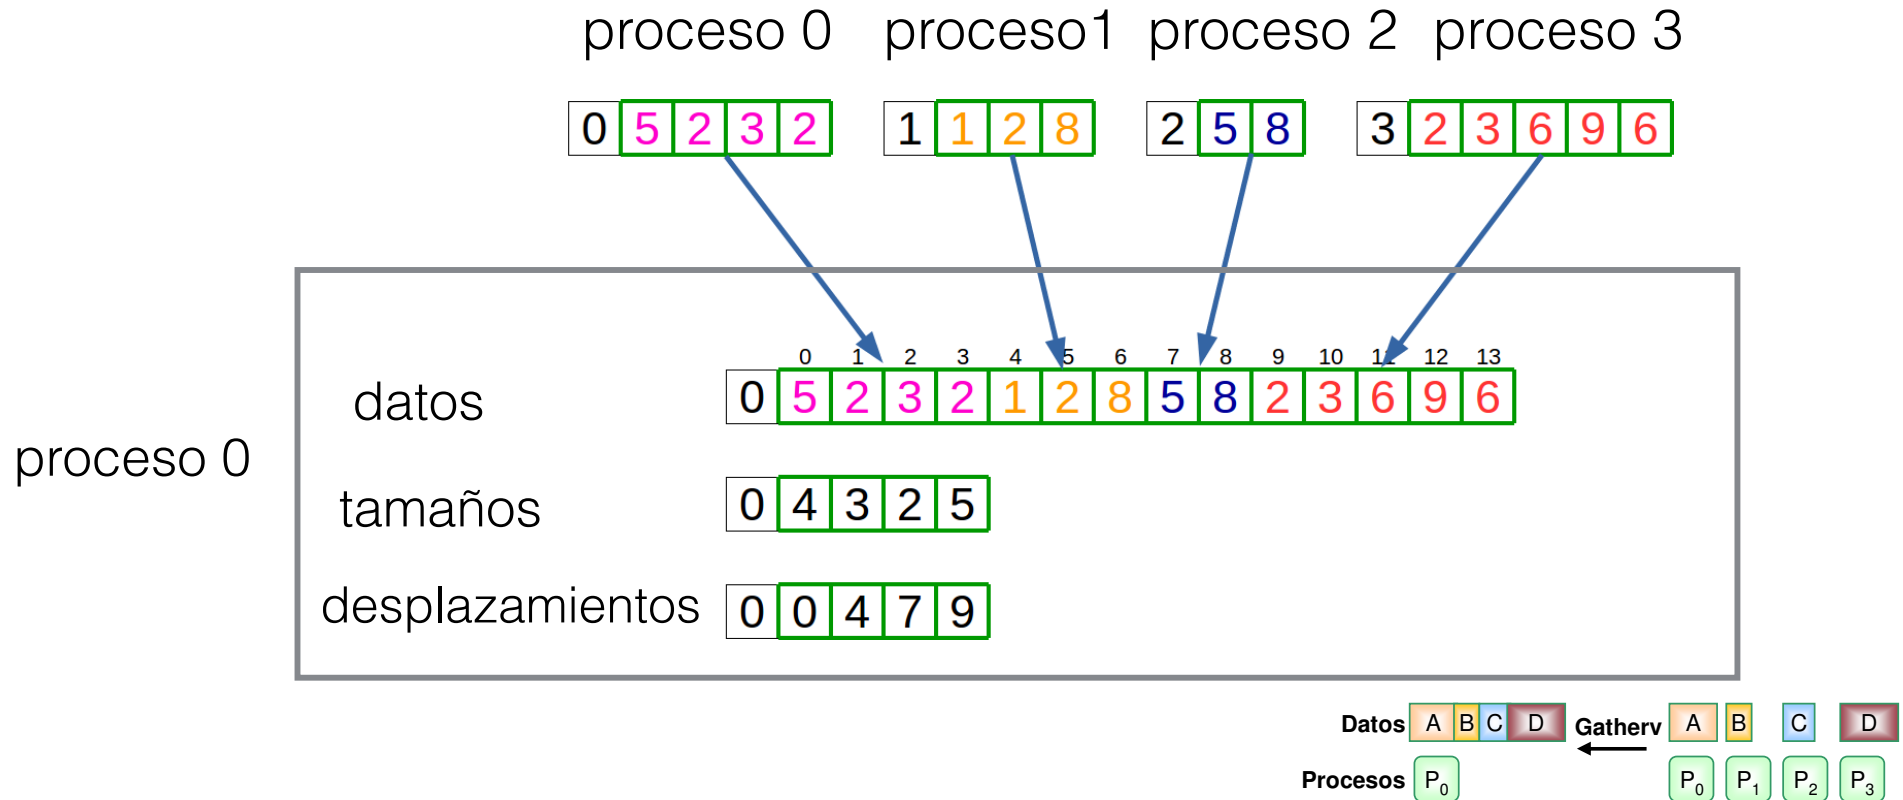 proceso 0 proceso1 proceso 2 proceso 3
0 5 2 3 2 1 1 2 8 2 5 8 3 2 3 6 9 6
0 1 2 3 4 5 6 7 8 9 10 11 12 13
datos 0 5 2 3 2 1 2 8 5 8 2 3 6 9 6
proceso 0
tamaños 0 4 3 2 5
desplazamientos 0 0 4 7 9
Datos A B C D Gatherv A B C D
Procesos P0 P0 P1 P2 P3